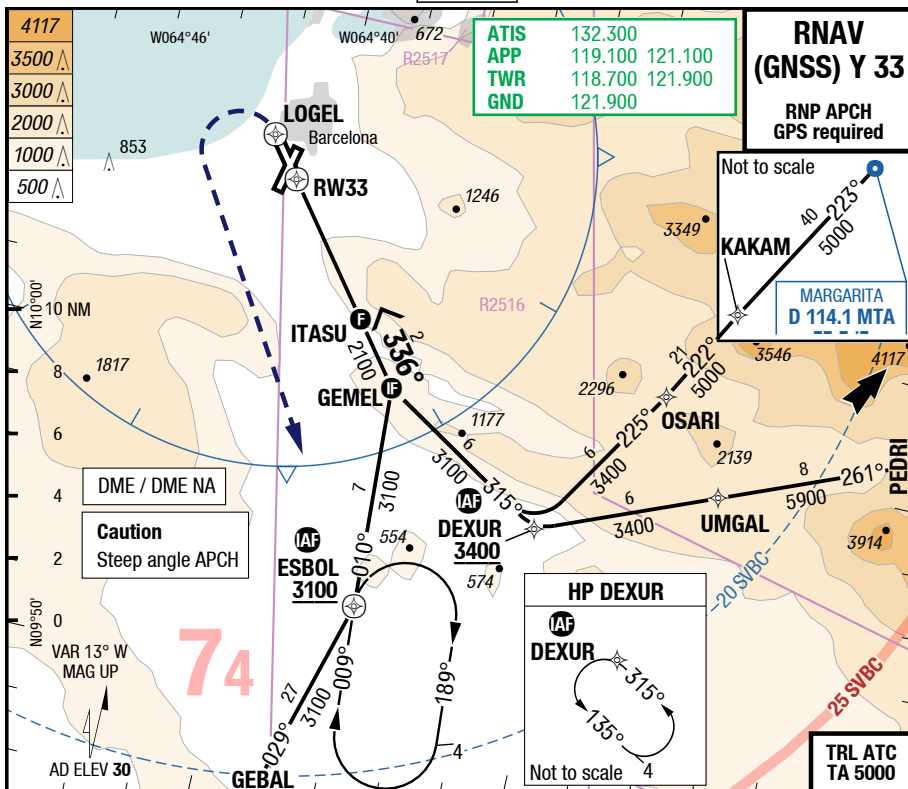 4117
3500
3000
2000
1000
500
W064°46'
W064°40'
672
R2517
ATIS 132.300
APP 119.100 121.100
TWR 118.700 121.900
GND 121.900
RNAV
(GNSS) Y 33
RNP APCH
GPS required
853
LOGEL
Barcelona
RW33
1246
3349
Not to scale
40
223°
5000
KAKAM
MARGARITA
D 114.1 MTA
N10°00'
10 NM
8
6
4
2
0
N09°50'
ITASU
F
2
336°
2100
R2516
GEMEL
IF
1817
1177
6
3100
315°
2296
21
222°
5000
3546
4117
OSARI
6
225°
3400
2139
PEDRI
8
261°
5900
UMGAL
6
3400
IAF
DEXUR
3400
7
3100
010°
DME / DME NA
Caution
Steep angle APCH
IAF
ESBOL
3100
554
574
3914
20 SVBC
25 SVBC
HP DEXUR
IAF
DEXUR
315°
135°
4
Not to scale
VAR 13° W
MAG UP
74
009°
189°
4
27
3100
029°
GEBAL
AD ELEV 30
TRL ATC
TA 5000